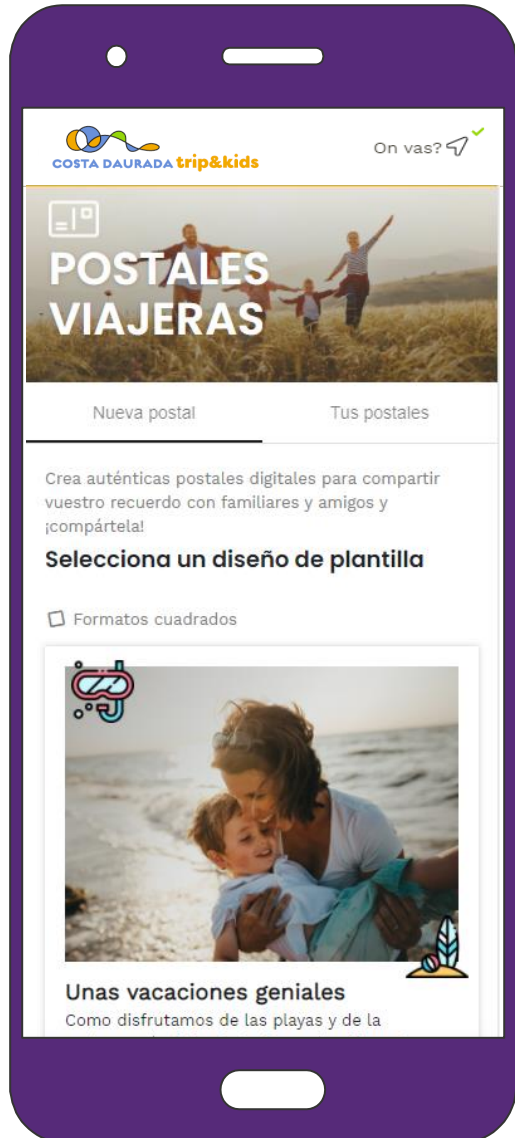 COSTA DAURADA trip&kids
On vas?
POSTALES
VIAJERAS
Nueva postal
Tus postales
Crea auténticas postales digitales para compartir
vuestro recuerdo con familiares y amigos y
¡compártela!
Selecciona un diseño de plantilla
Formatos cuadrados
Unas vacaciones geniales
Como disfrutamos de las playas y de la